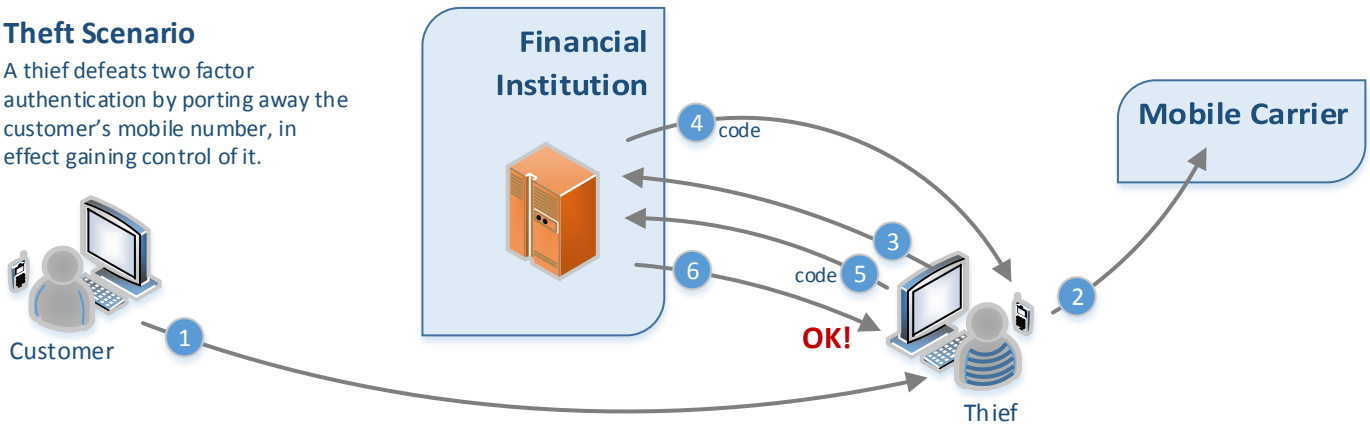 Theft Scenario
A thief defeats two factor
authentication by porting away the
customer's mobile number, in
effect gaining control of it.
Financial
Institution
Mobile Carrier
4 code
3
code 5
6
2
OK!
1
Customer
Thief